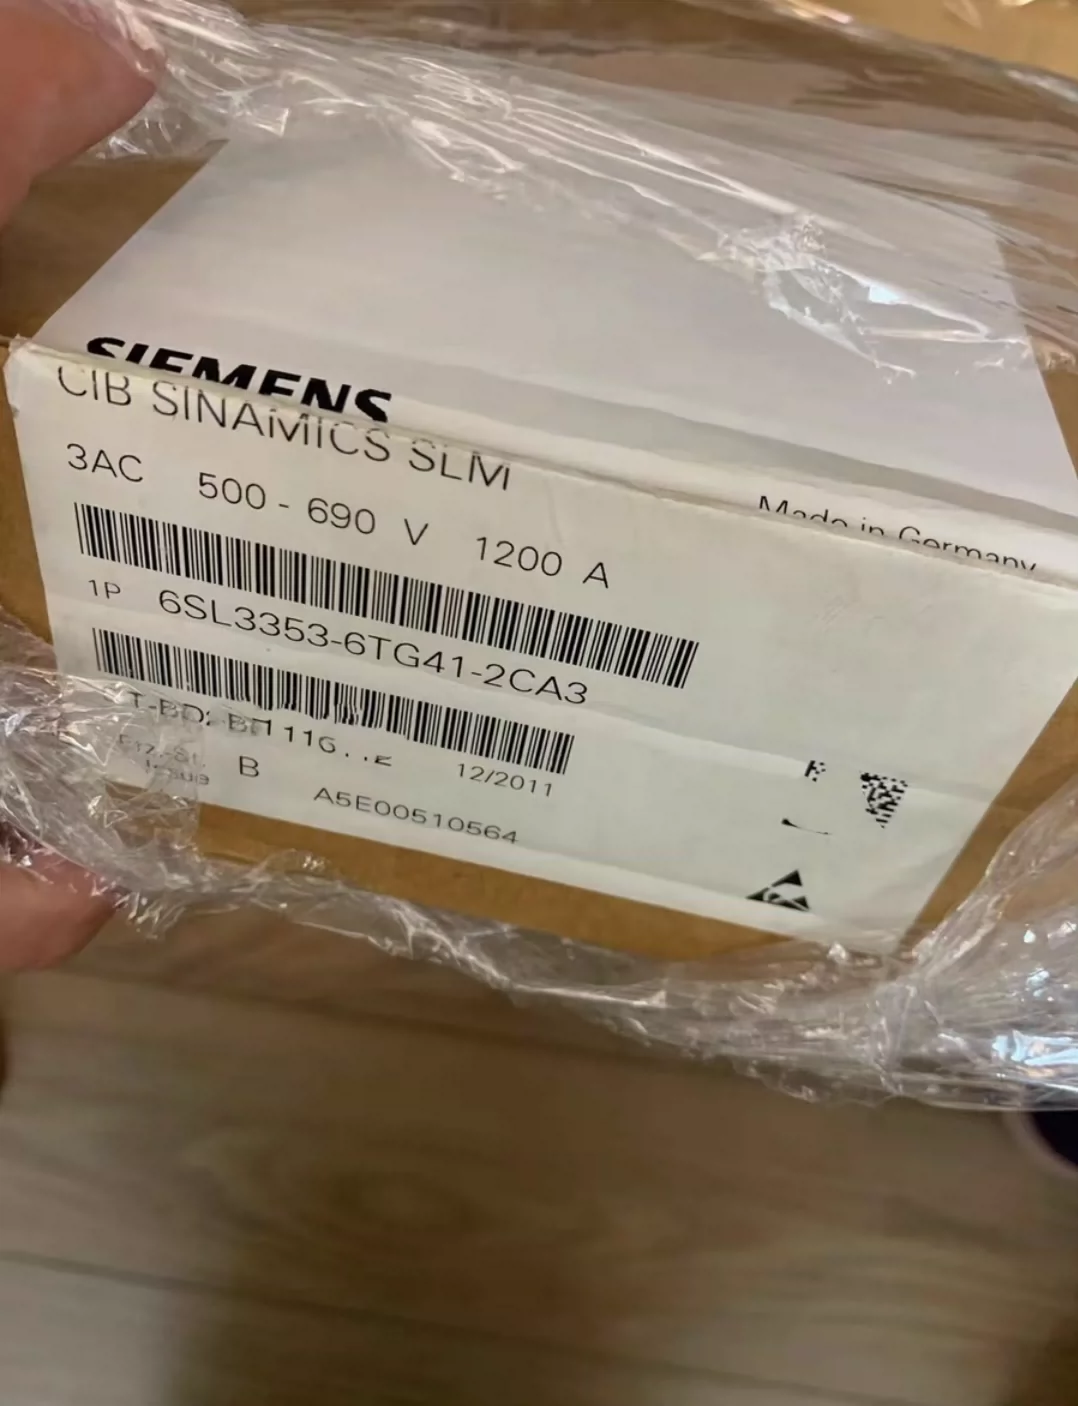 SIEMENS
CIB SINAMICS SLM
3AC 500 - 690 V 1200 A
Made in Germany
1P 6SL3353-6TG41-2CA3
12/2011
B
A5E00510564